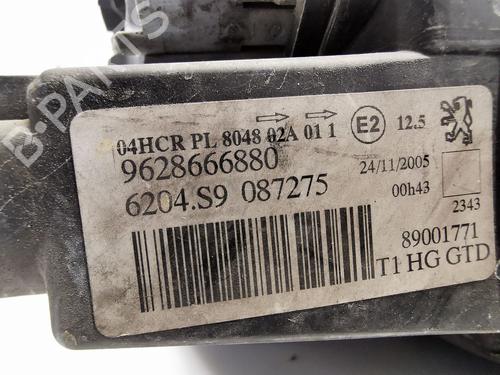 B-PARTS
04HCR PL 8048 02A 01 1 E2 12.5
9628666880 24/11/2005
6204.S9 087275 00h43
2343
89001771
T1 HG GTD